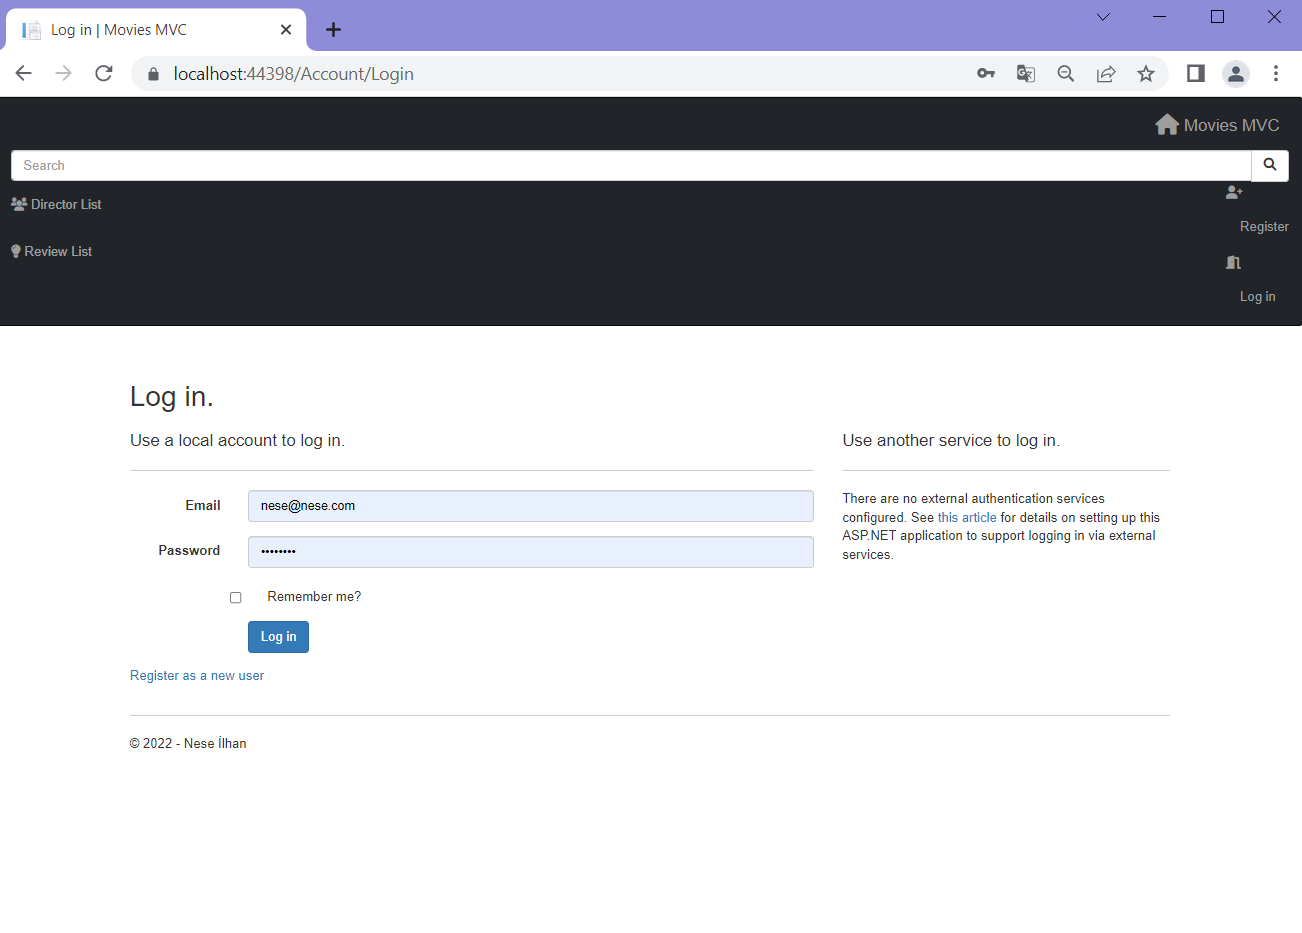 Log in | Movies MVC
localhost:44398/Account/Login
Movies MVC
Search
Director List
Register
Review List
Log in
Log in.
Use a local account to log in.
Email
nese@nese.com
Password
••••••••
Remember me?
Log in
Register as a new user
Use another service to log in.
There are no external authentication services
configured. See this article for details on setting up this
ASP.NET application to support logging in via external
services.
© 2022 - Nese İlhan